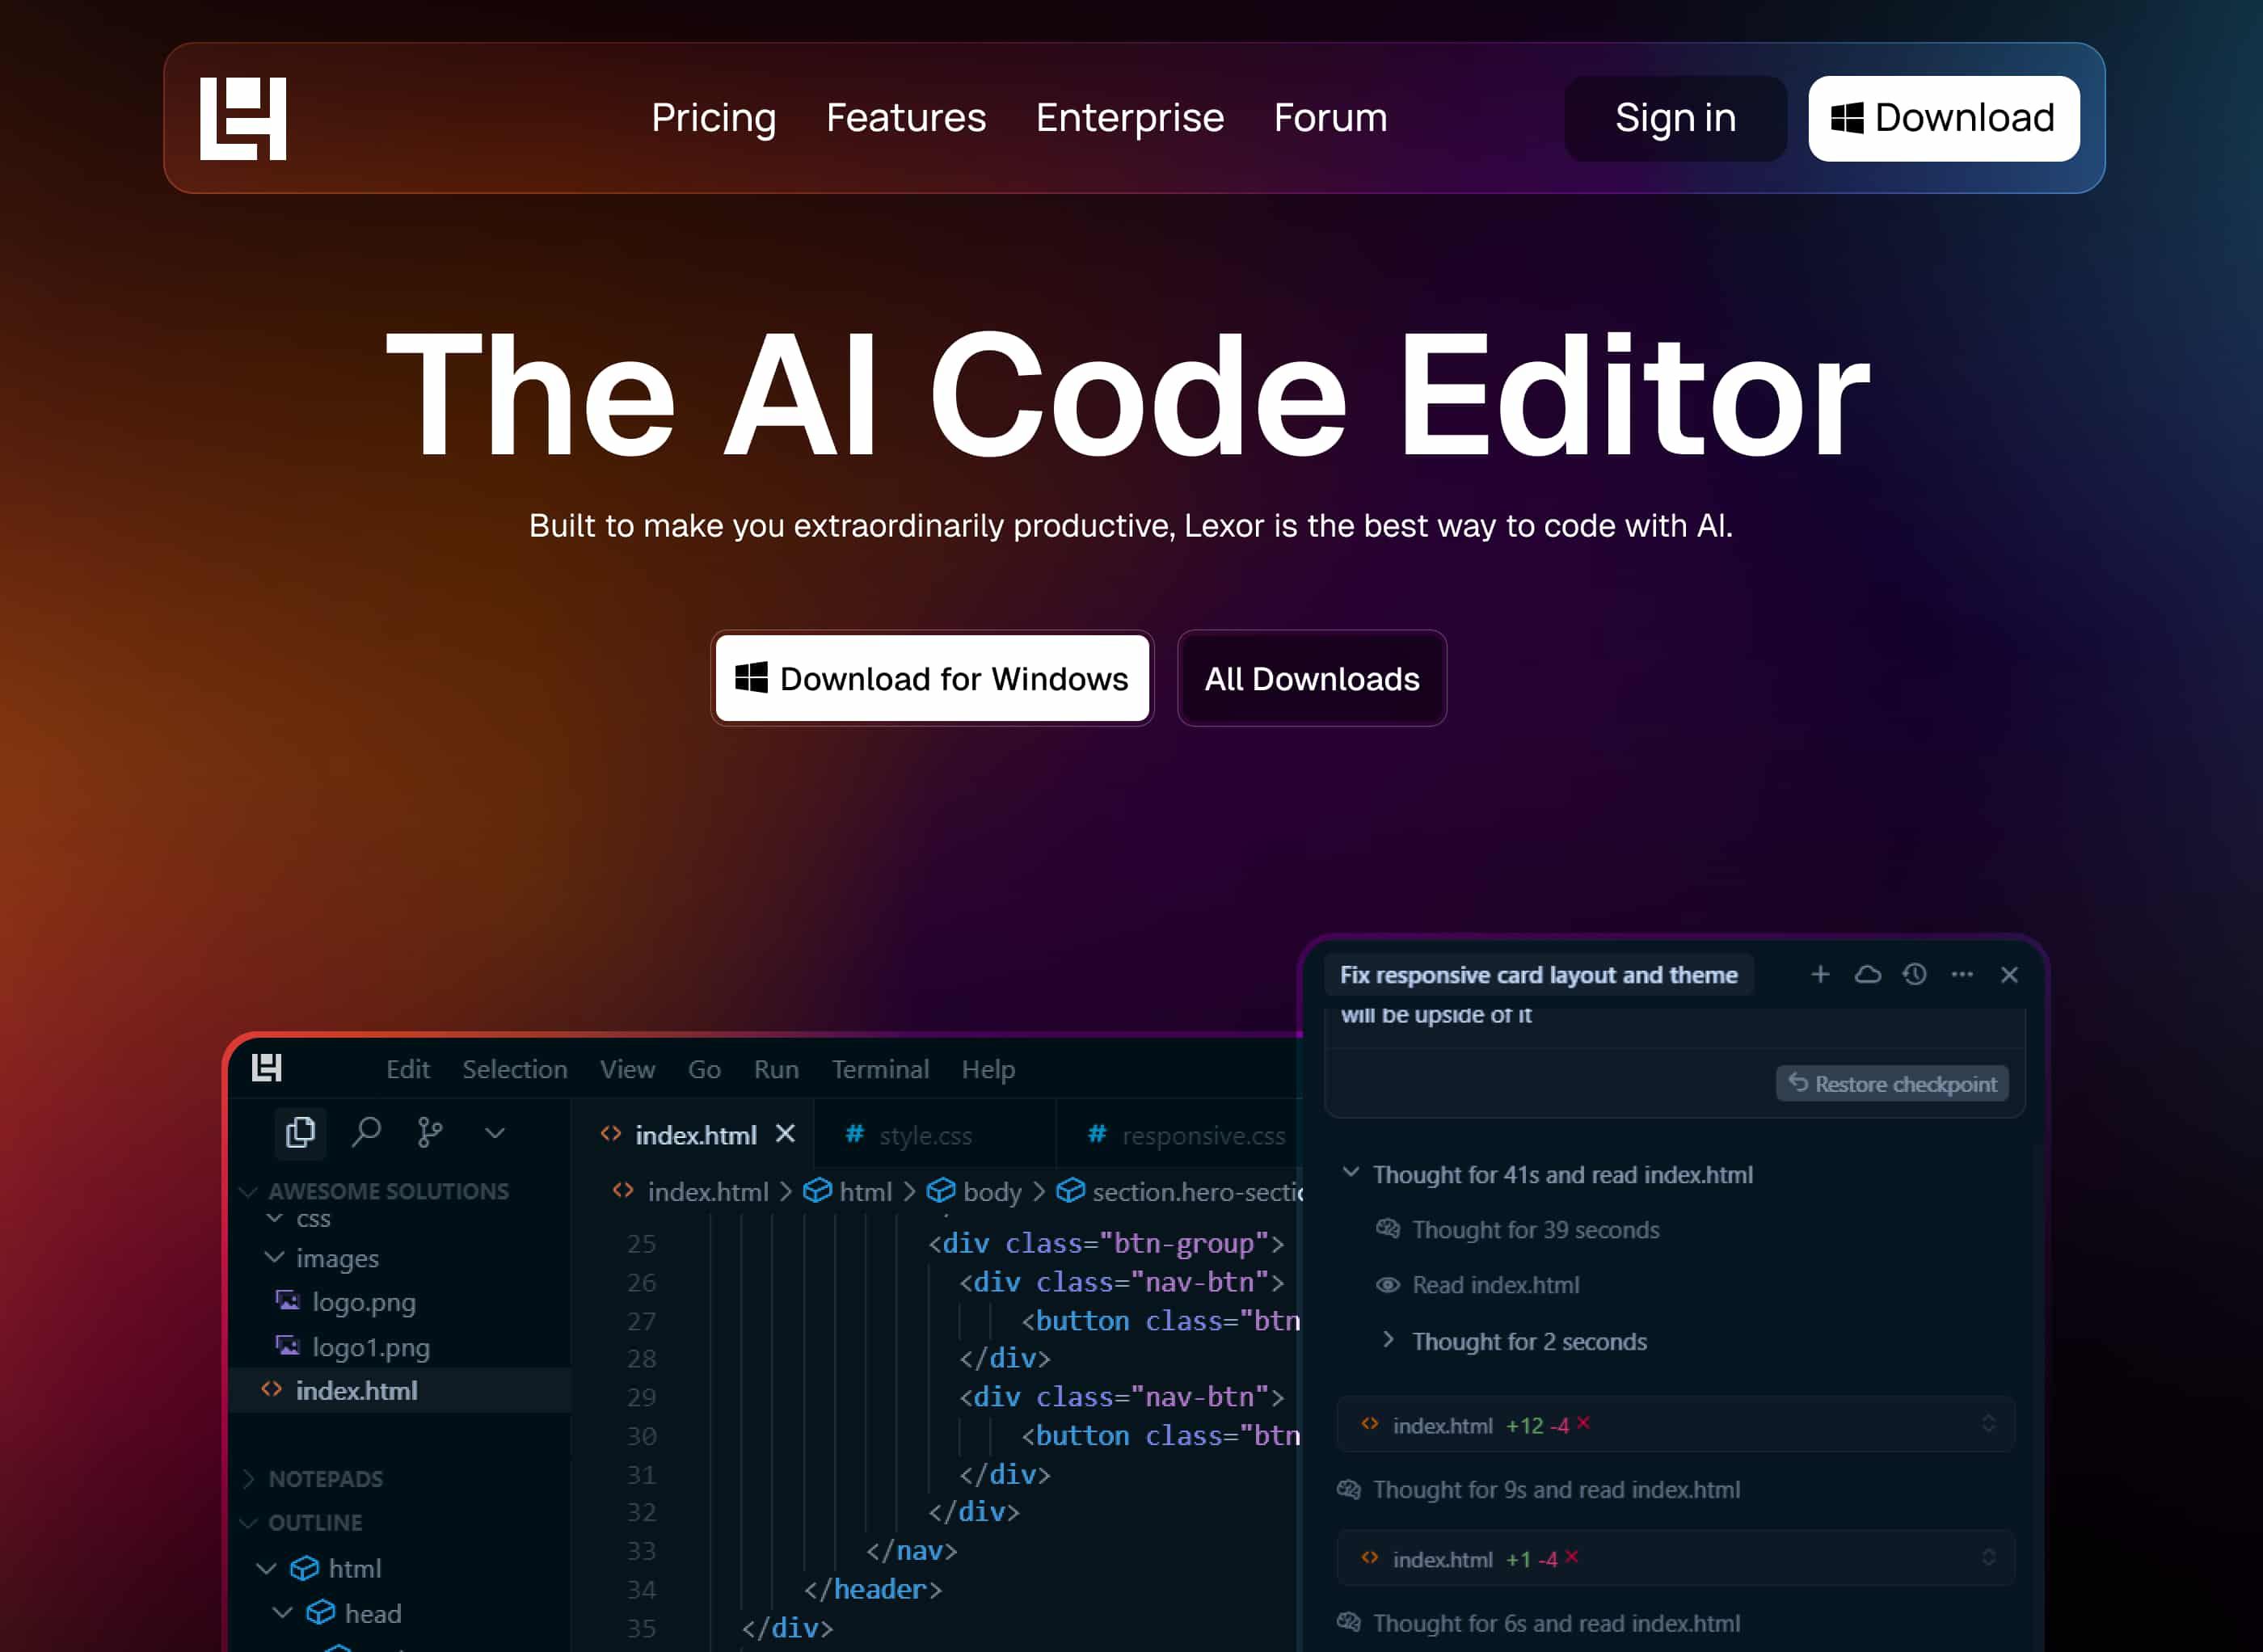 Pricing Features Enterprise Forum Sign in Download
The AI Code Editor
Built to make you extraordinarily productive, Lexor is the best way to code with AI.
Download for Windows All Downloads
Edit Selection View Go Run Terminal Help
AWESOME SOLUTIONS
css
images
logo.png
logo1.png
index.html
NOTEPADS
OUTLINE
html
head
index.html style.css responsive.css
index.html > html > body > section.hero-sectic
25 <div class="btn-group">
26 <div class="nav-btn">
27 <button class="btn
28 </div>
29 <div class="nav-btn">
30 <button class="btn
31 </div>
32 </div>
33 </nav>
34 </header>
35 </div>
Fix responsive card layout and theme
will be upside of it
Restore checkpoint
Thought for 41s and read index.html
Thought for 39 seconds
Read index.html
Thought for 2 seconds
index.html +12 -4
Thought for 9s and read index.html
index.html +1 -4
Thought for 6s and read index.html